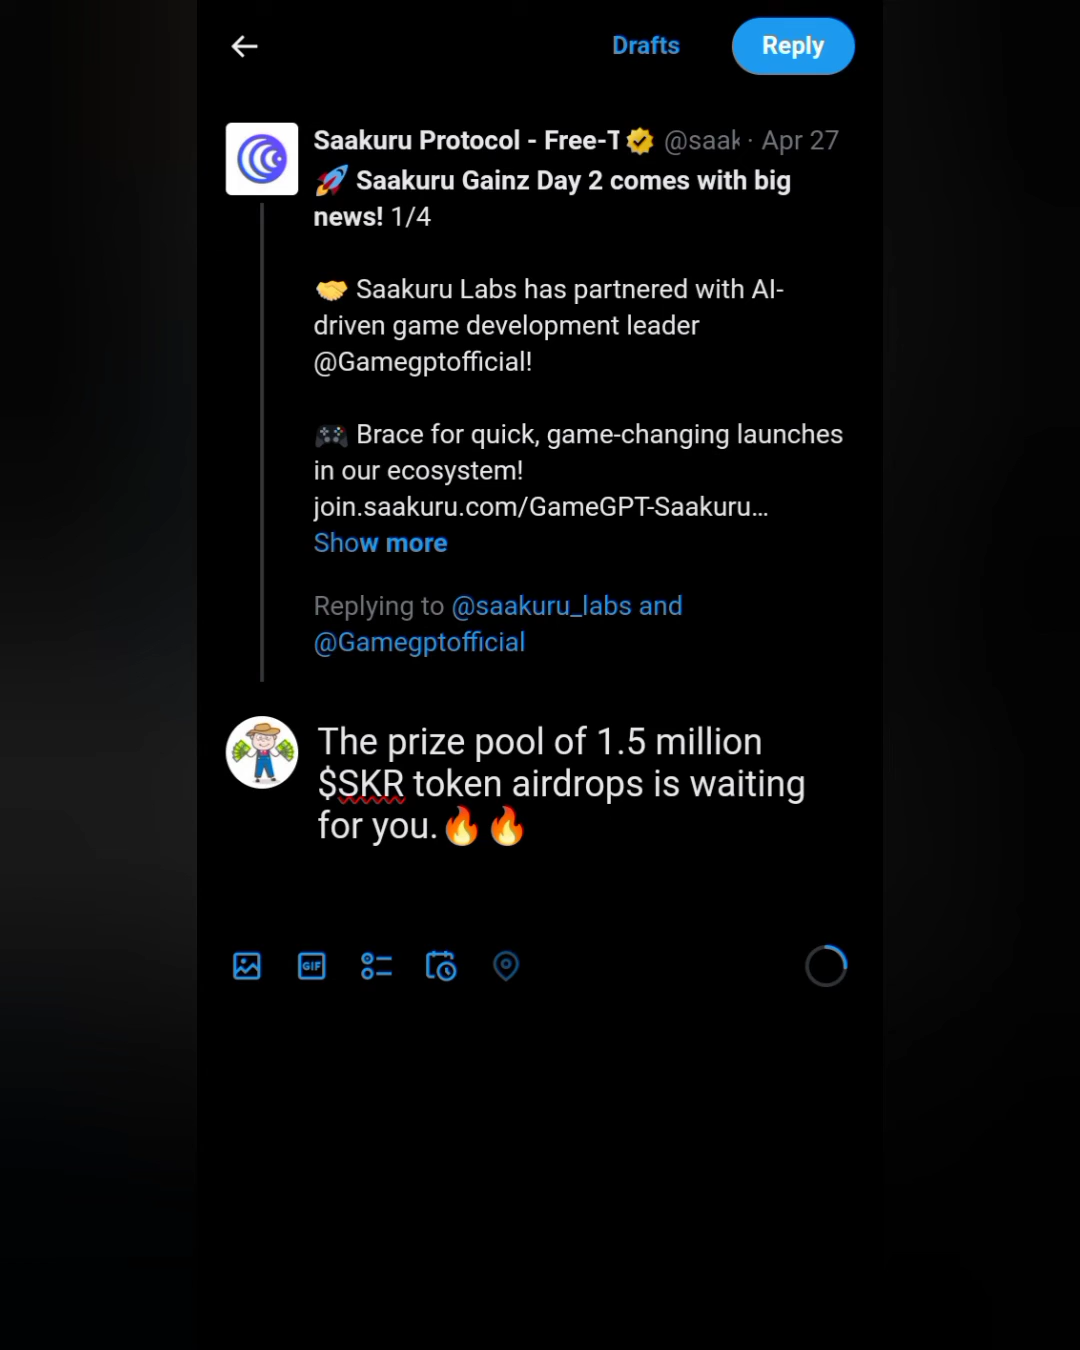 Drafts
Reply
Saakuru Protocol - Free-T @saak · Apr 27
🚀 Saakuru Gainz Day 2 comes with big
news! 1/4
🤝 Saakuru Labs has partnered with AI-
driven game development leader
@Gamegptofficial!
🎮 Brace for quick, game-changing launches
in our ecosystem!
join.saakuru.com/GameGPT-Saakuru…
Show more
Replying to @saakuru_labs and
@Gamegptofficial
The prize pool of 1.5 million
$SKR token airdrops is waiting
for you.🔥🔥
GIF